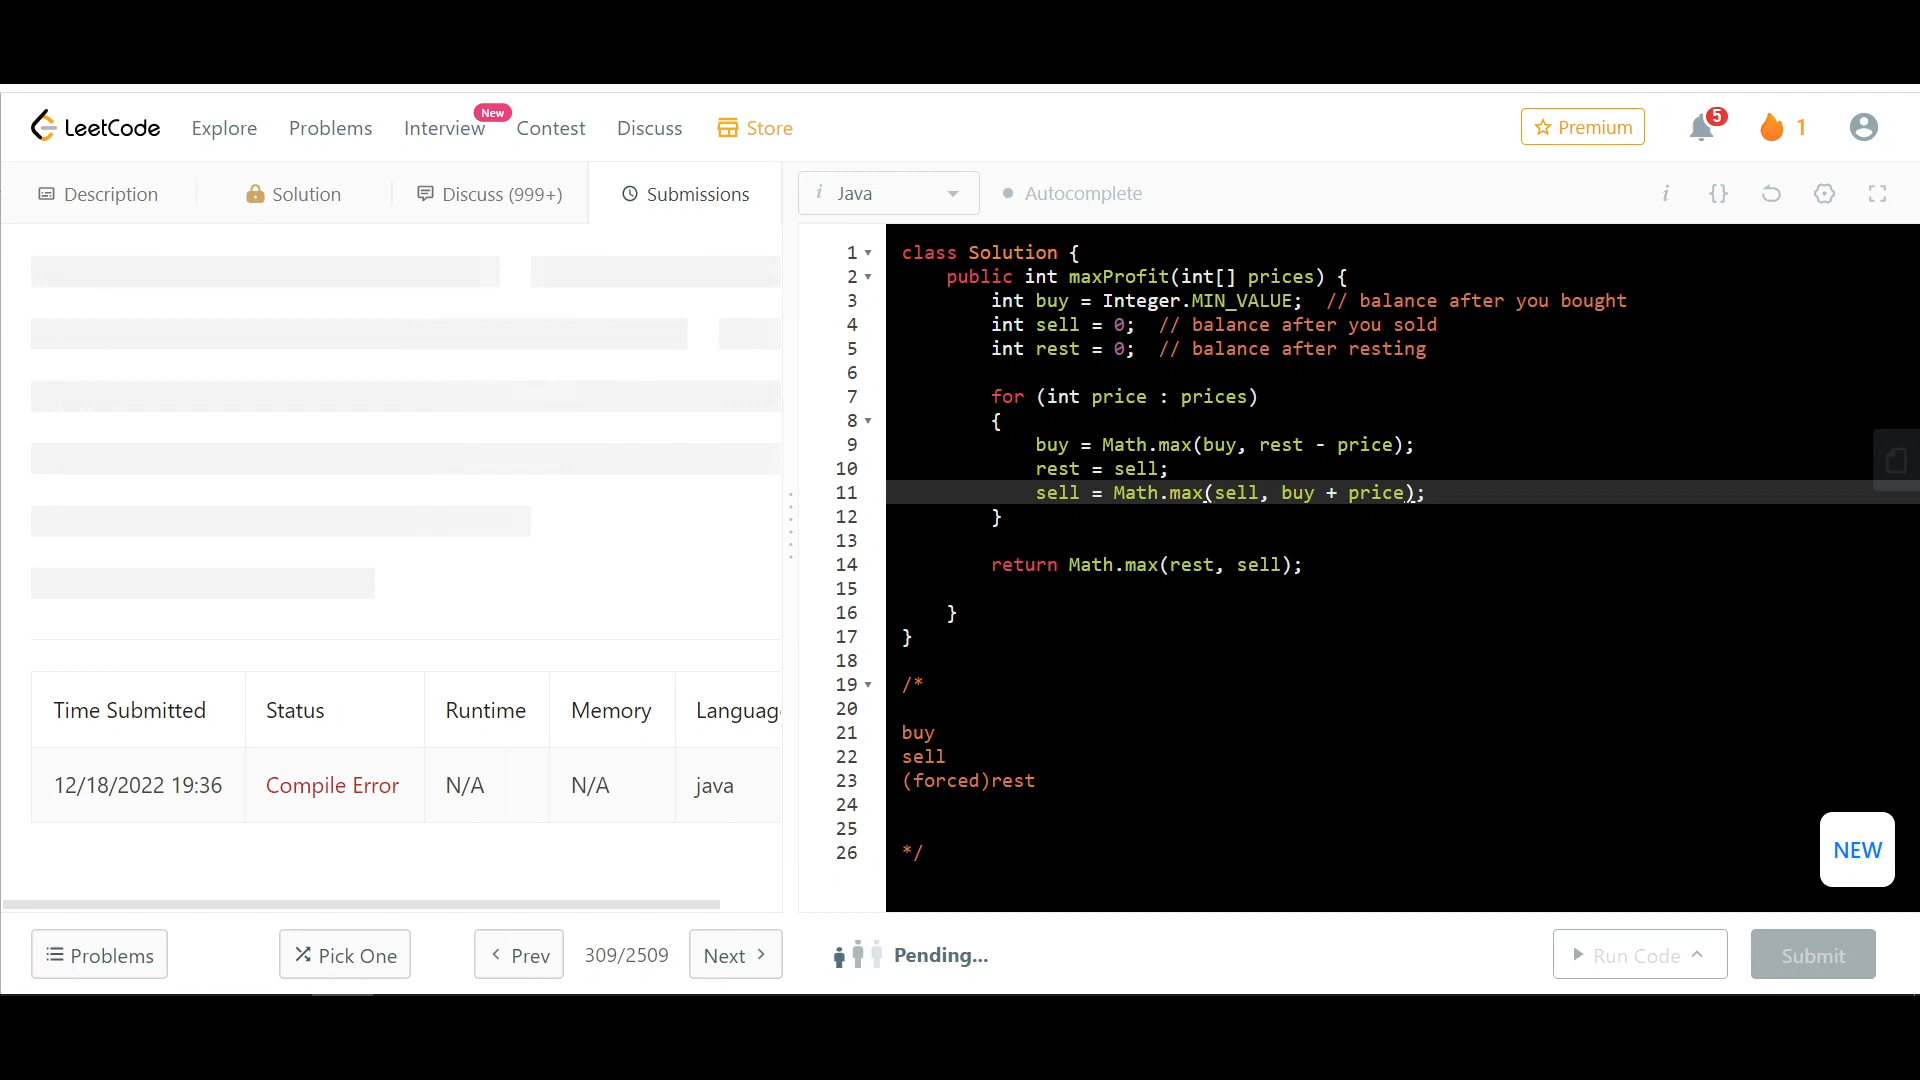 LeetCode Explore Problems Interview New Contest Discuss Store Premium 5 1
Description Solution Discuss (999+) Submissions
i Java Autocomplete i {}
1 class Solution {
2 public int maxProfit(int[] prices) {
3 int buy = Integer.MIN_VALUE; // balance after you bought
4 int sell = 0; // balance after you sold
5 int rest = 0; // balance after resting
6
7 for (int price : prices)
8 {
9 buy = Math.max(buy, rest - price);
10 rest = sell;
11 sell = Math.max(sell, buy + price);
12 }
13
14 return Math.max(rest, sell);
15
16 }
17 }
18
19 /*
20
21 buy
22 sell
23 (forced)rest
24
25
26 */
Time Submitted Status Runtime Memory Languag
12/18/2022 19:36 Compile Error N/A N/A java
NEW
Problems Pick One Prev 309/2509 Next Pending... Run Code Submit